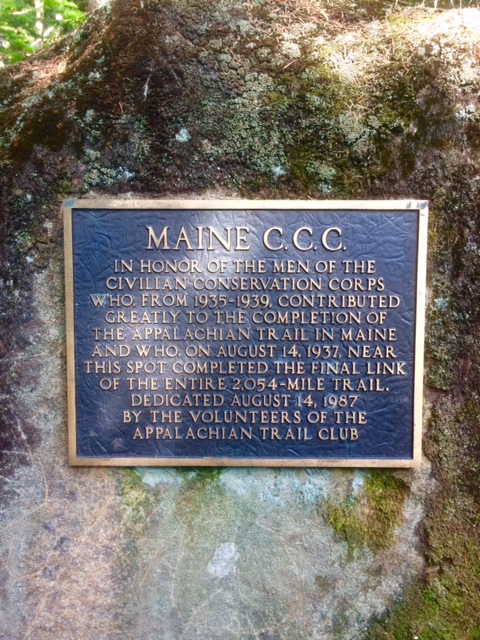 MAINE C.C.C.
IN HONOR OF THE MEN OF THE
CIVILIAN CONSERVATION CORPS
WHO, FROM 1935-1939, CONTRIBUTED
GREATLY TO THE COMPLETION OF
THE APPALACHIAN TRAIL IN MAINE
AND WHO, ON AUGUST 14, 1937, NEAR
THIS SPOT COMPLETED THE FINAL LINK
OF THE ENTIRE 2,054-MILE TRAIL.
DEDICATED AUGUST 14, 1987
BY THE VOLUNTEERS OF THE
APPALACHIAN TRAIL CLUB